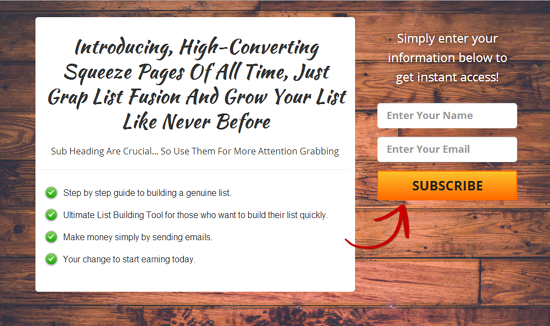 Introducing, High-Converting
Squeeze Pages Of All Time, Just
Grap List Fusion And Grow Your List
Like Never Before
Sub Heading Are Crucial... So Use Them For More Attention Grabbing
Step by step guide to building a genuine list.
Ultimate List Building Tool for those who want to build their list quickly.
Make money simply by sending emails.
Your change to start earning today.
Simply enter your
information below to
get instant access!
Enter Your Name
Enter Your Email
SUBSCRIBE